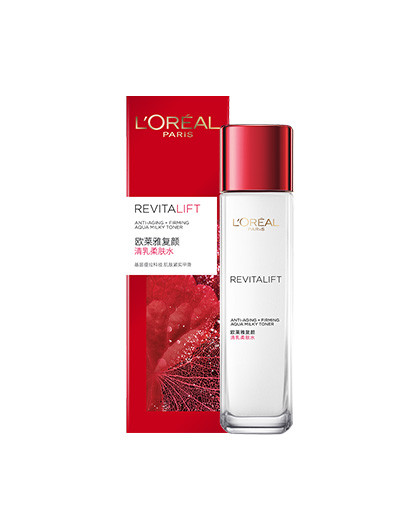 L'ORÉAL
PARIS
REVITALIFT
ANTI-AGING + FIRMING
AQUA MILKY TONER
欧莱雅复颜
清乳柔肤水
L'ORÉAL
PARIS
REVITALIFT
ANTI-AGING + FIRMING
AQUA MILKY TONER
欧莱雅复颜
清乳柔肤水